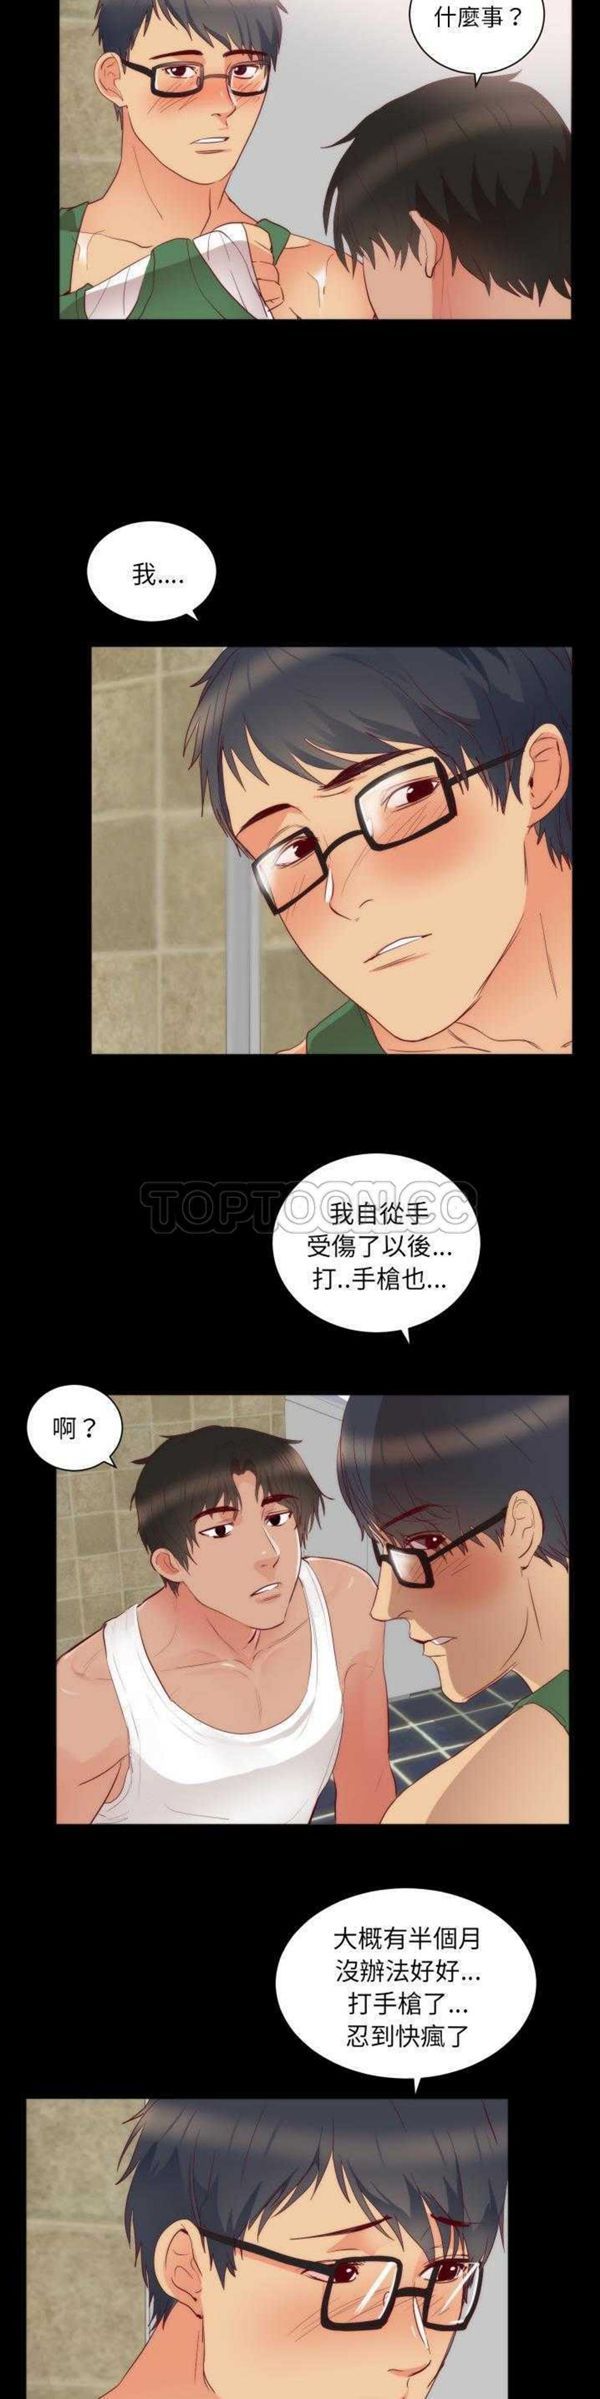 什麼事？
我....
TOPTOON.CC
我自從手
受傷了以後...
打..手槍也...
啊？
大概有半個月
沒辦法好好...
打手槍了...
忍到快瘋了